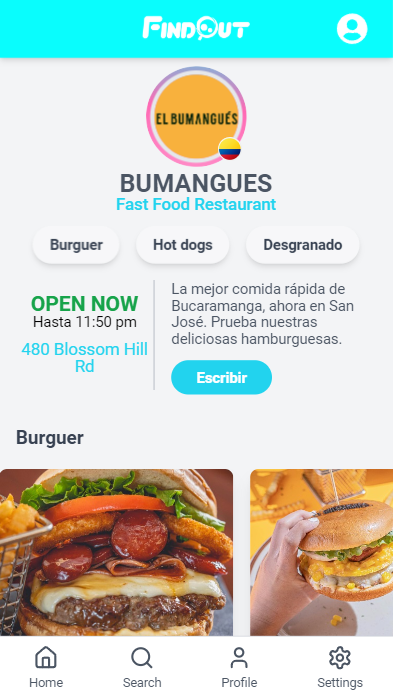 FINDOUT
EL BUMANGUÉS
BUMANGUES
Fast Food Restaurant
Burguer
Hot dogs
Desgranado
OPEN NOW
Hasta 11:50 pm
480 Blossom Hill
Rd
La mejor comida rápida de
Bucaramanga, ahora en San
José. Prueba nuestras
deliciosas hamburguesas.
Escribir
Burguer
Home
Search
Profile
Settings